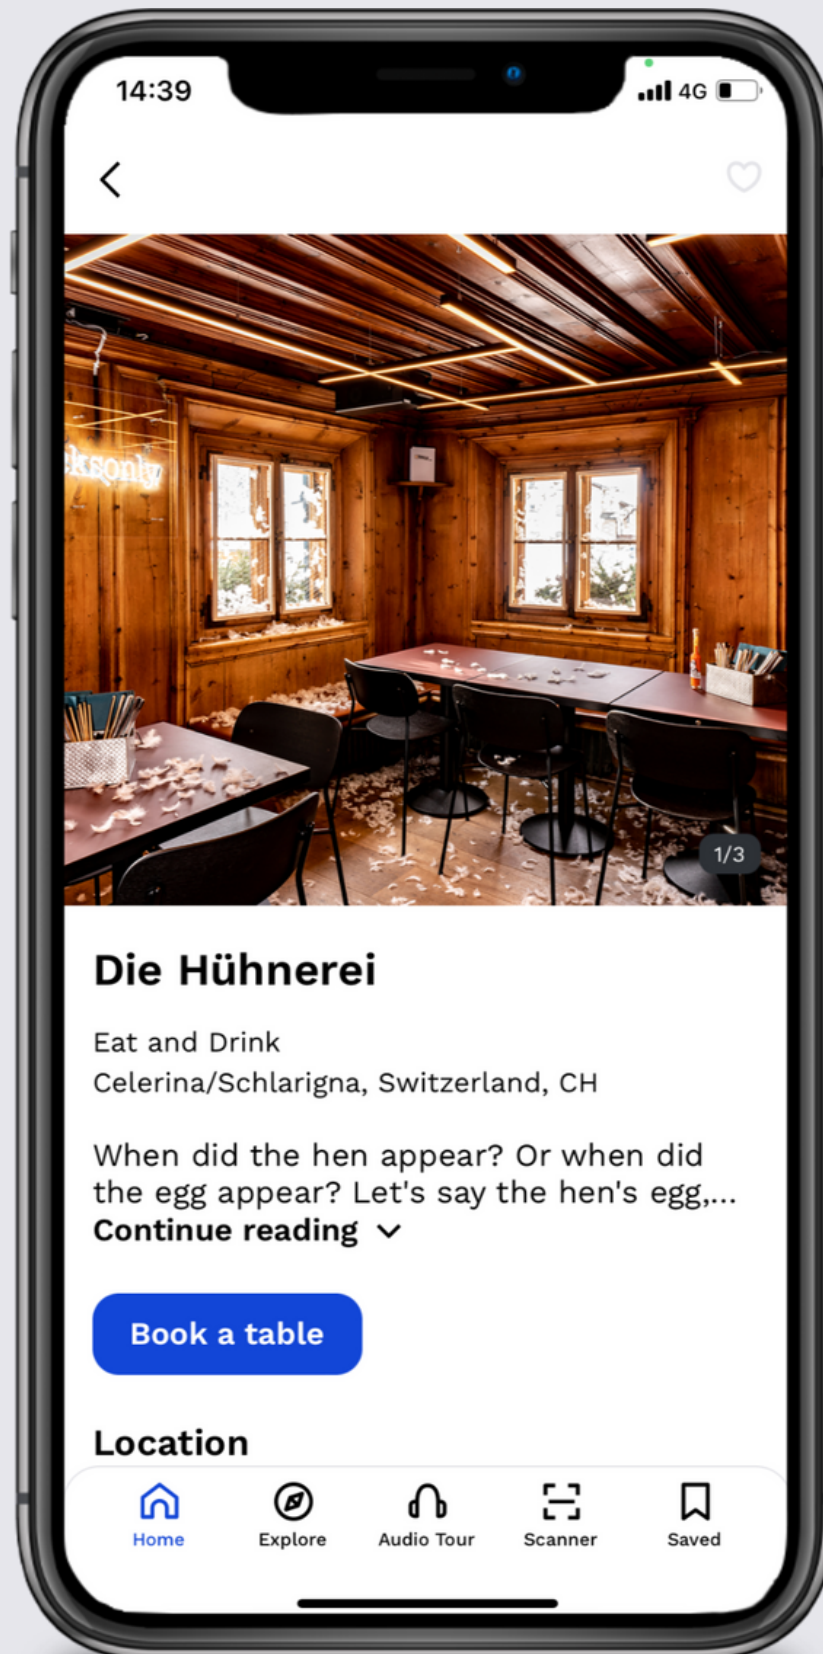 14:39
4G
ksonly
1/3
Die Hühnerei
Eat and Drink
Celerina/Schlarigna, Switzerland, CH
When did the hen appear? Or when did
the egg appear? Let's say the hen's egg,...
Continue reading
Book a table
Location
Home
Explore
Audio Tour
Scanner
Saved